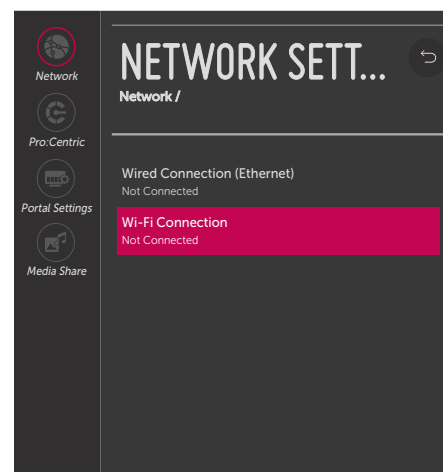 Network
Pro:Centric
Portal Settings
Media Share
NETWORK SETT...
Network /
Wired Connection (Ethernet)
Not Connected
Wi-Fi Connection
Not Connected